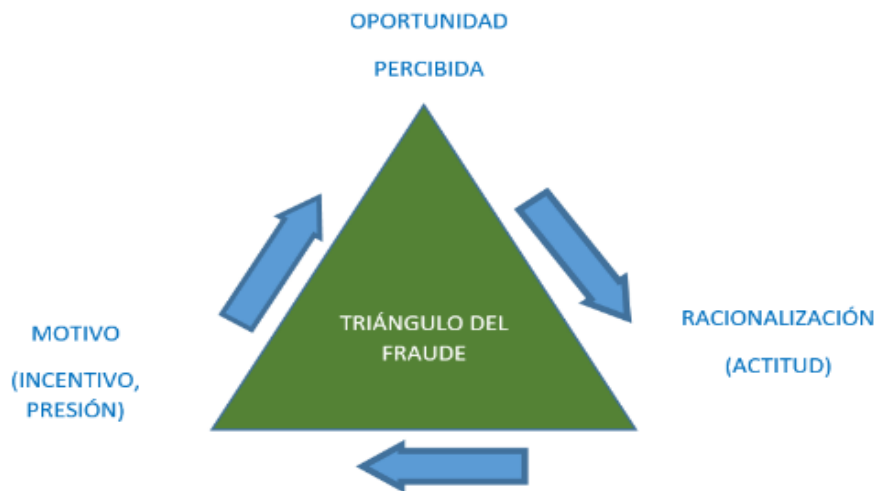 OPORTUNIDAD
PERCIBIDA
TRIÁNGULO DEL
FRAUDE
MOTIVO
(INCENTIVO,
PRESIÓN)
RACIONALIZACIÓN
(ACTITUD)